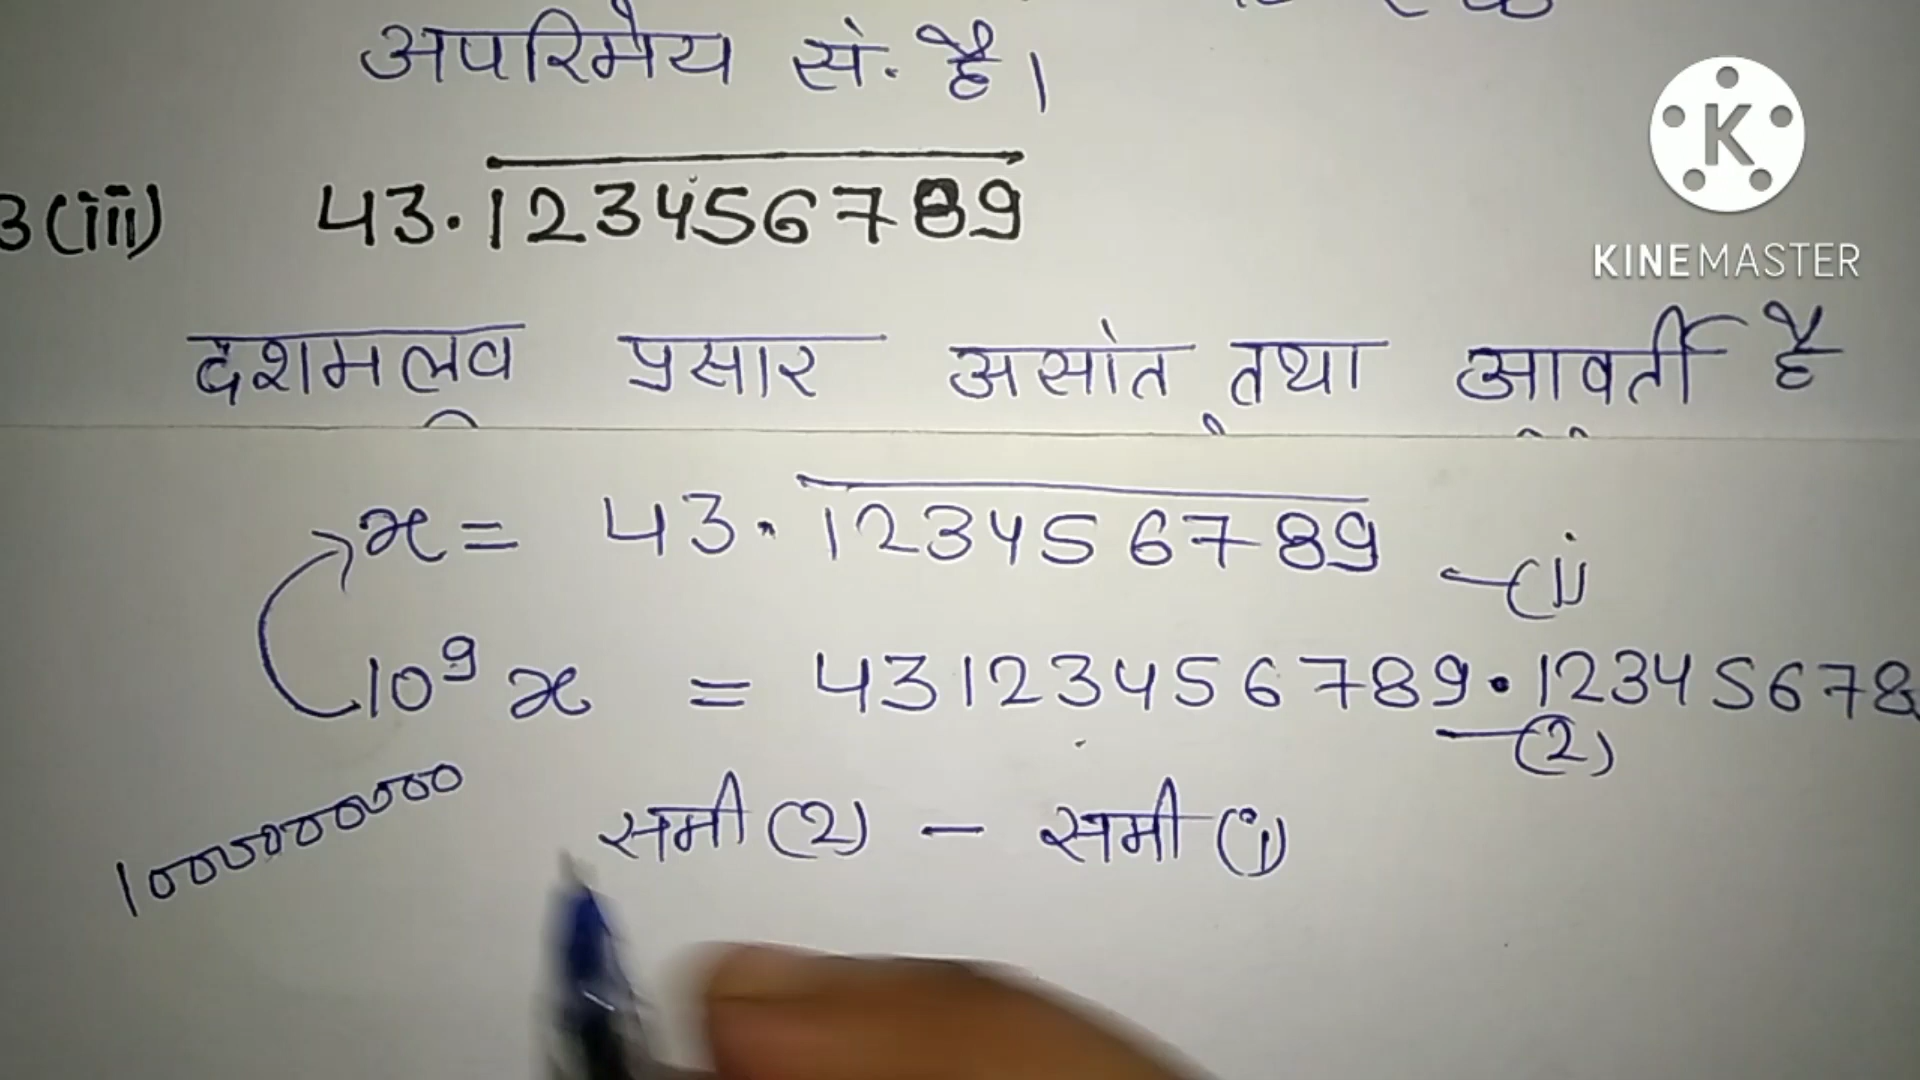 अपरिमेय सं. है।
3(iii) 43.123456789
दशमलव प्रसार असांत तथा आवर्ती है
x = 43.123456789 —(1)
10⁹x = 43123456789.12345678
—(2)
1000000000
समी (2) — समी (1)
K
KINEMASTER